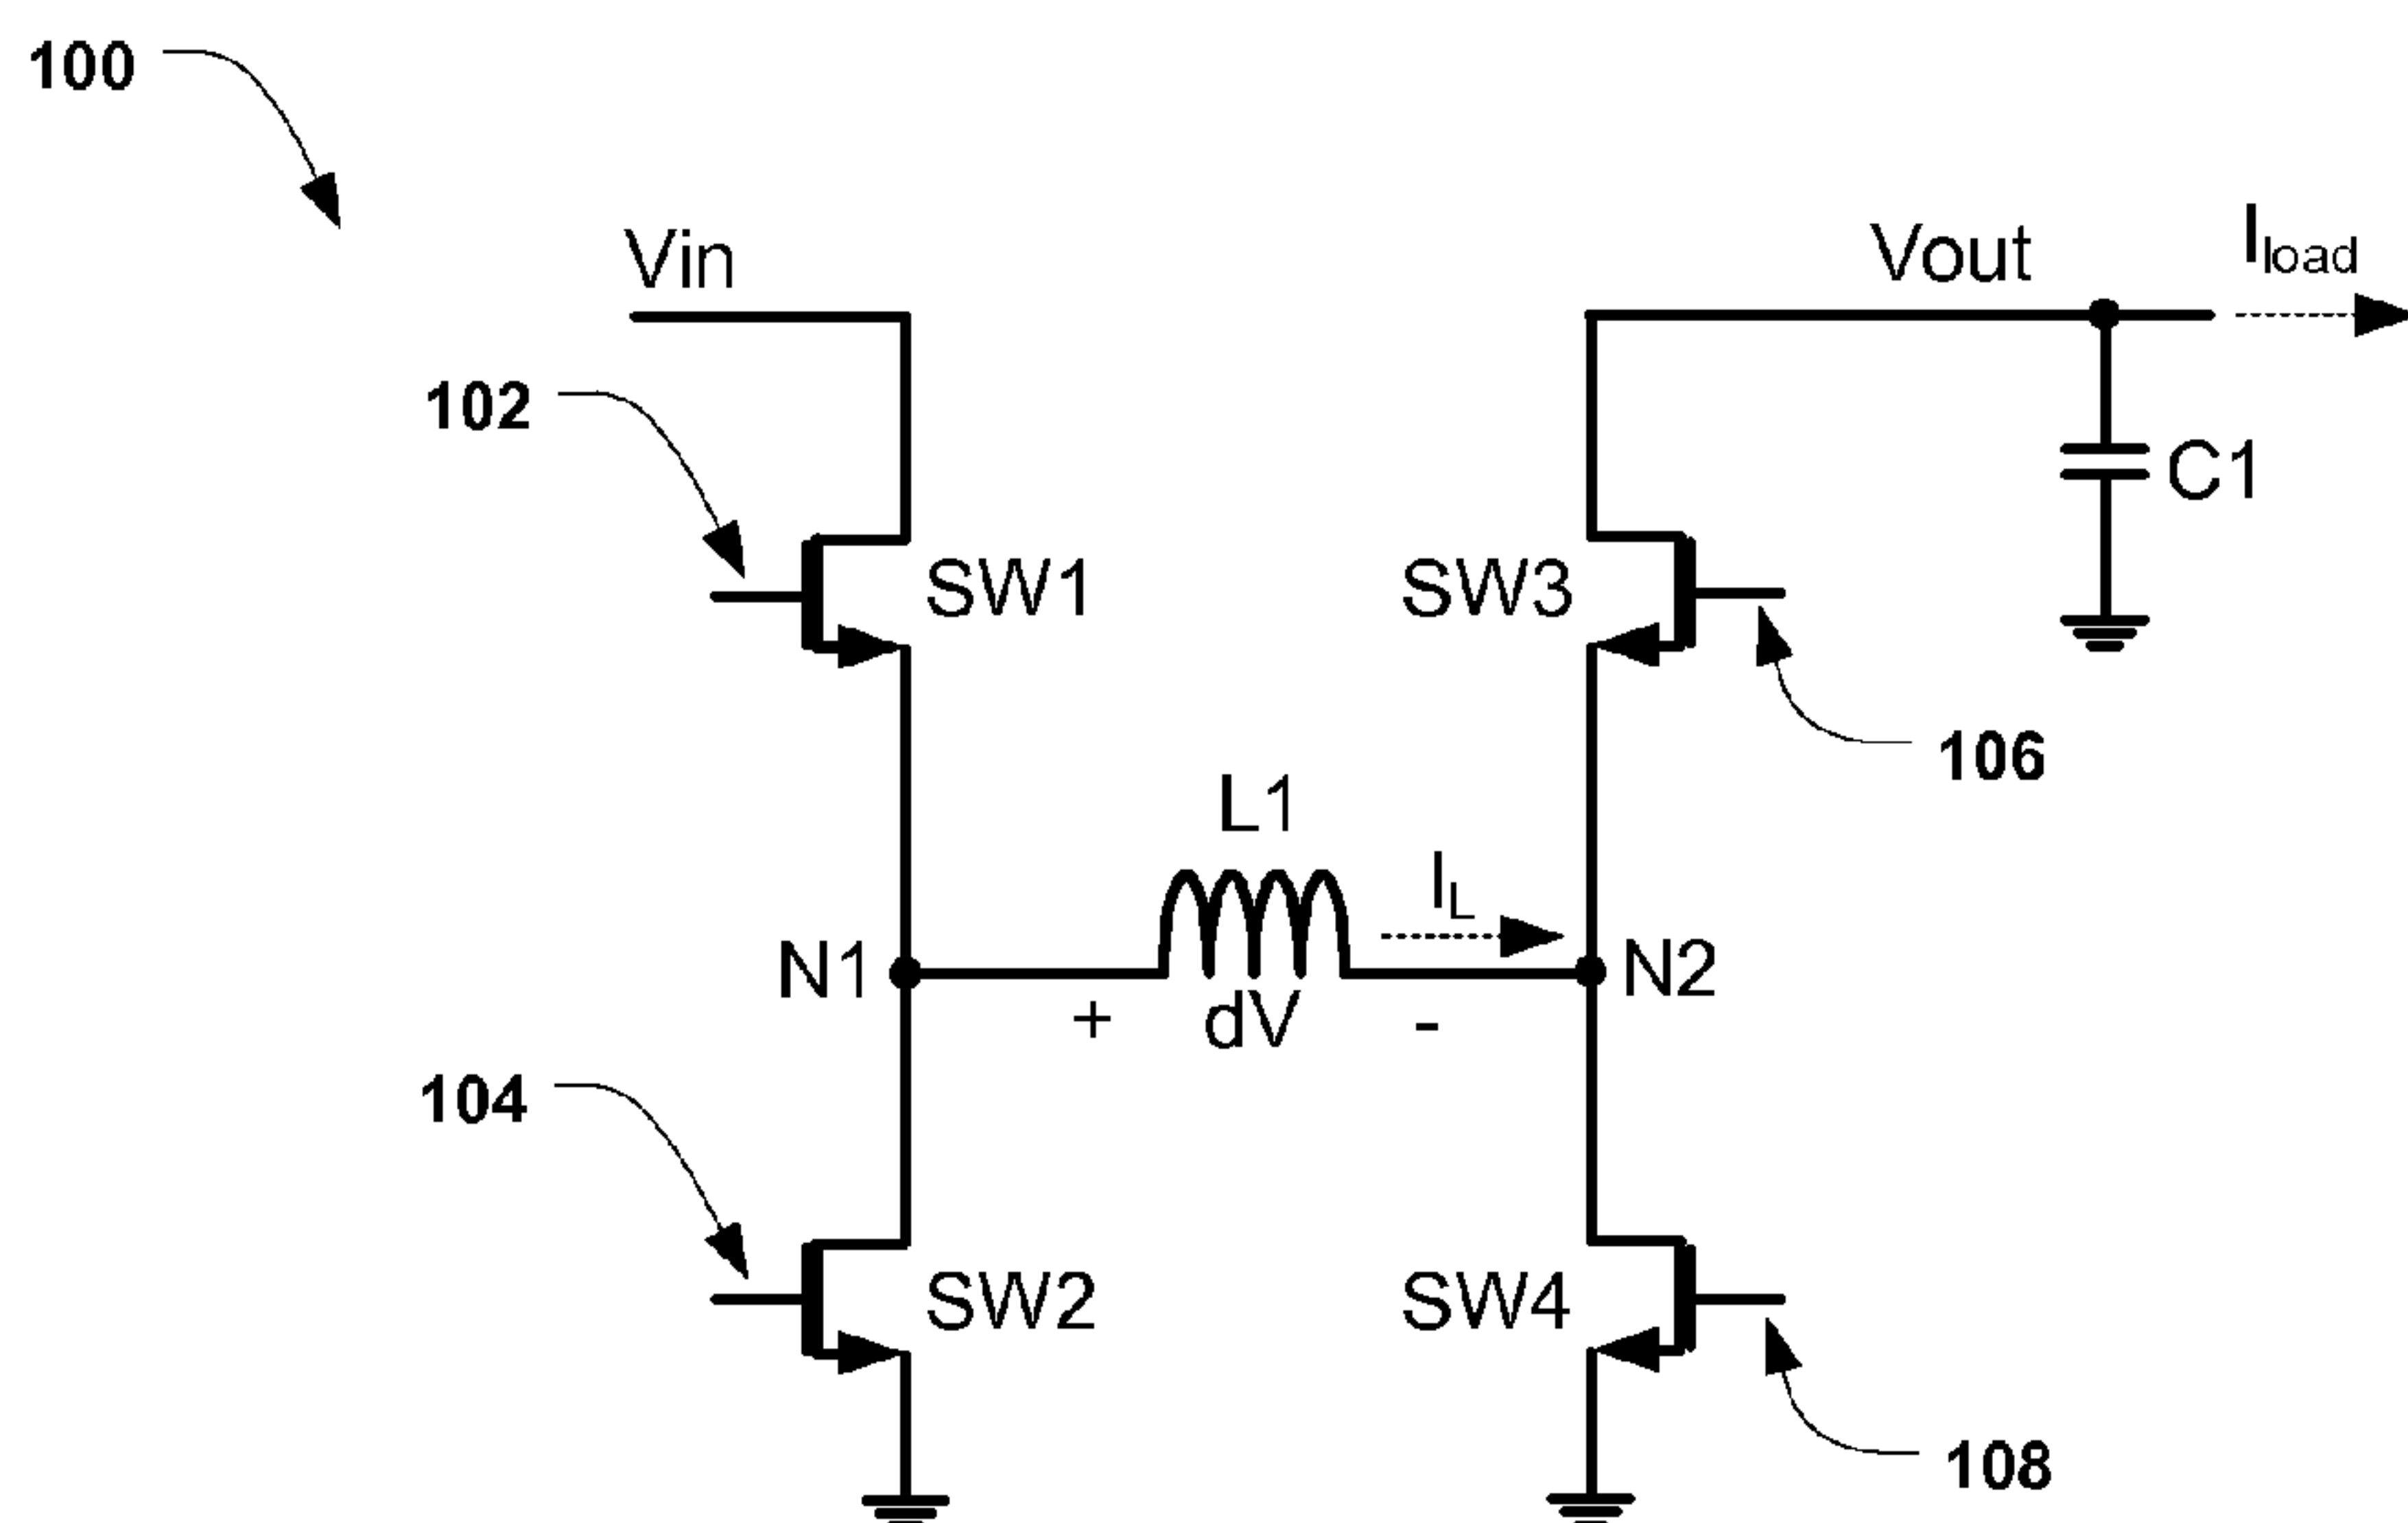 100
Vin
Vout
Iload
102
C1
SW1
SW3
106
L1
IL
N1
N2
+ dV -
104
SW2
SW4
108